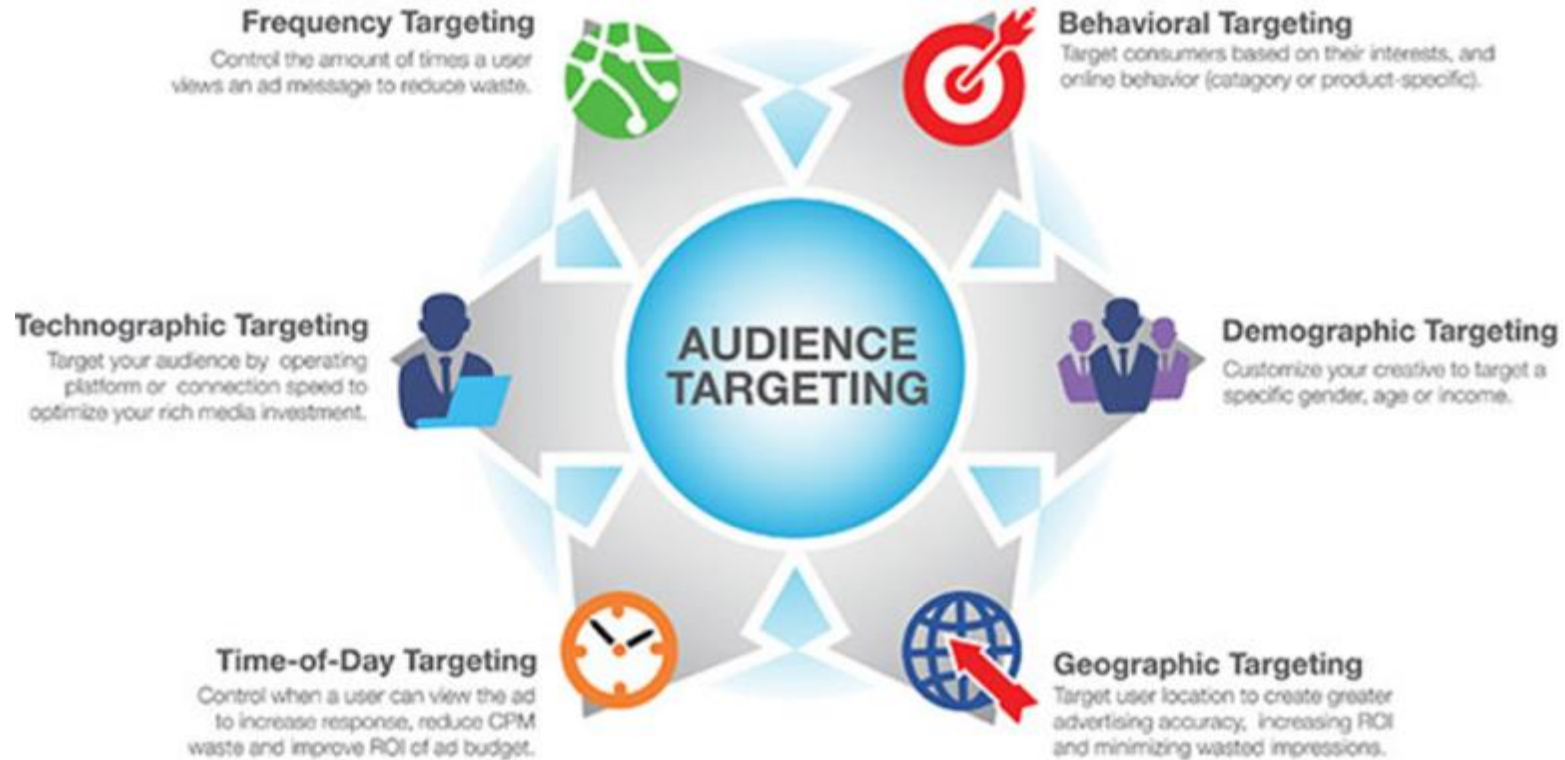 Frequency Targeting
Control the amount of times a user
views an ad message to reduce waste.
Behavioral Targeting
Target consumers based on their interests, and
online behavior (catagory or product-specific).
Technographic Targeting
Target your audience by operating
platform or connection speed to
optimize your rich media investment.
AUDIENCE
TARGETING
Demographic Targeting
Customize your creative to target a
specific gender, age or income.
Time-of-Day Targeting
Control when a user can view the ad
to increase response, reduce CPM
waste and improve ROI of ad budget.
Geographic Targeting
Target user location to create greater
advertising accuracy, increasing ROI
and minimizing wasted impressions.